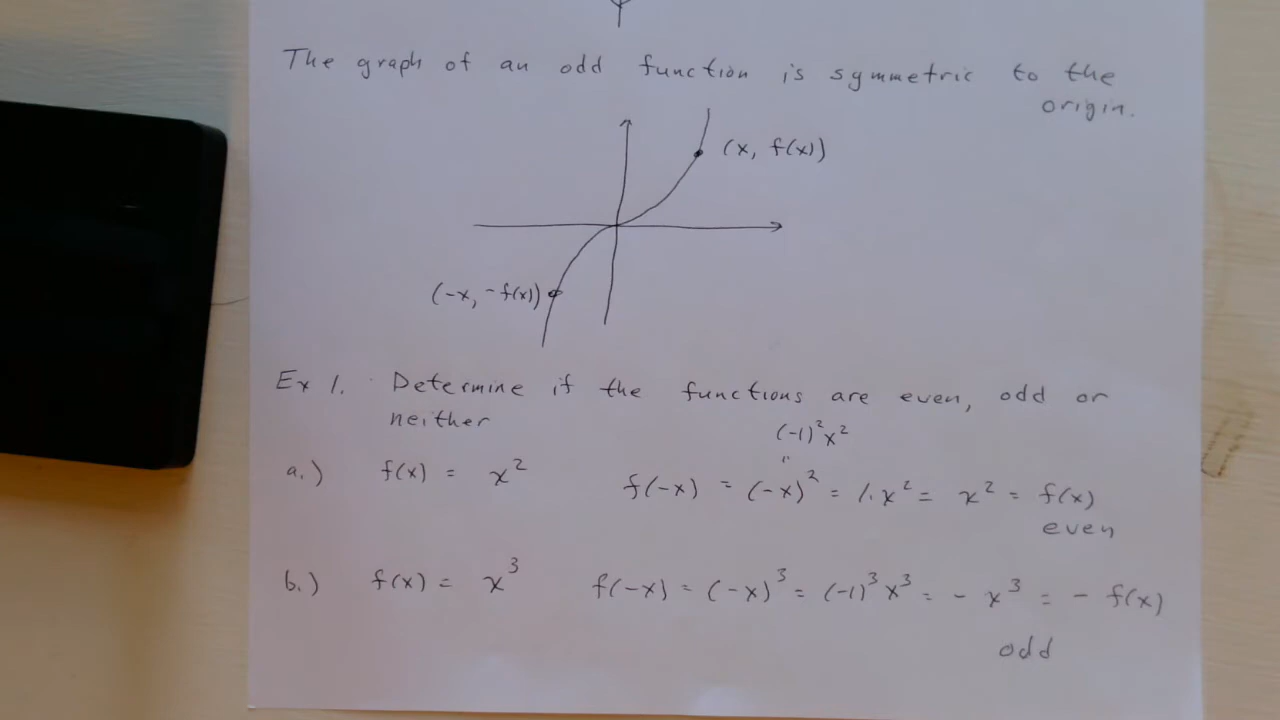 The graph of an odd function is symmetric to the
origin.
(x, f(x))
(-x, -f(x))
Ex 1. Determine if the functions are even, odd or
neither
(-1)²x²
"
a.) f(x) = x² f(-x) = (-x)² = 1·x² = x² = f(x)
even
b.) f(x) = x³ f(-x) = (-x)³ = (-1)³x³ = - x³ = - f(x)
odd